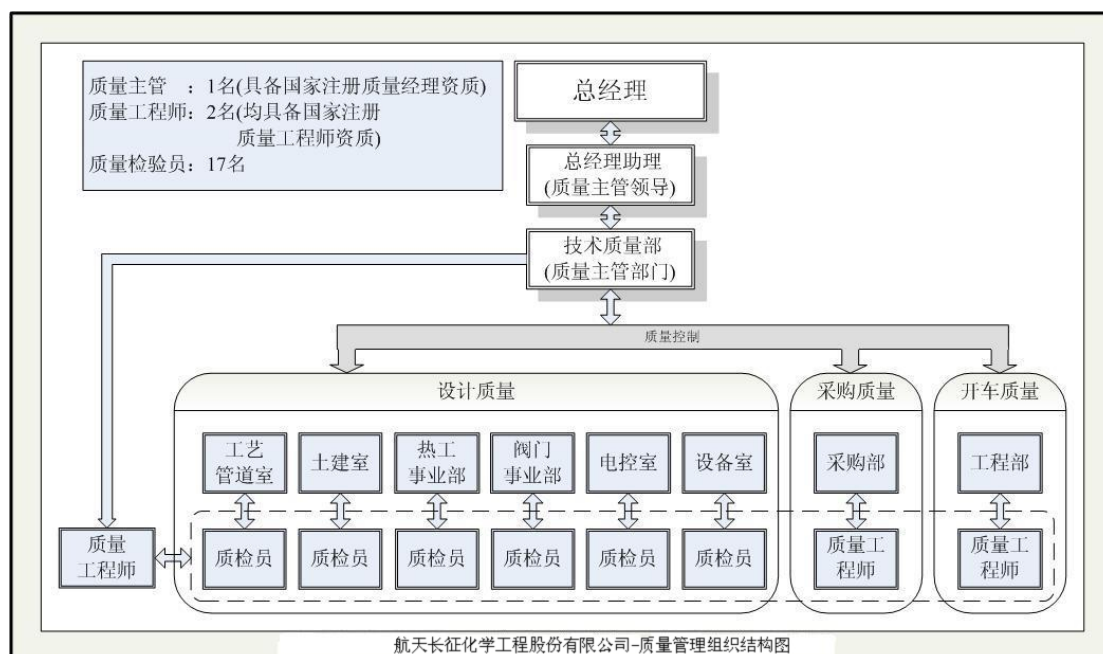 质量主管 ：1名(具备国家注册质量经理资质)
质量工程师：2名(均具备国家注册
质量工程师资质)
质量检验员：17名
总经理
总经理助理
(质量主管领导)
技术质量部
(质量主管部门)
质量控制
设计质量
采购质量
开车质量
工艺
管道室
土建室
热工
事业部
阀门
事业部
电控室
设备室
采购部
工程部
质量
工程师
质检员
质检员
质检员
质检员
质检员
质检员
质量工
程师
质量工
程师
航天长征化学工程股份有限公司-质量管理组织结构图